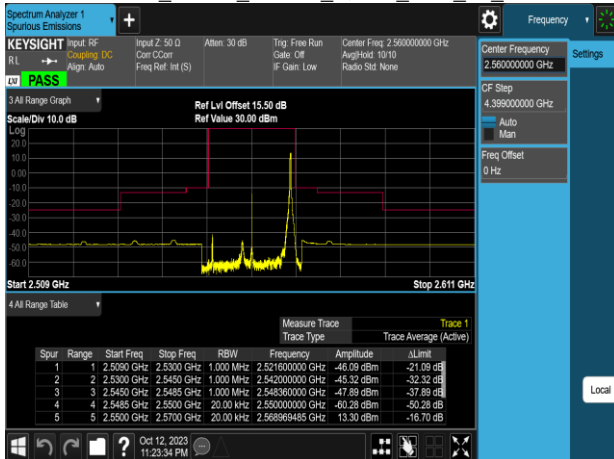 Spectrum Analyzer 1
Spurious Emissions
Frequency
KEYSIGHT Input: RF Input Z: 50 Ω Atten: 30 dB Trig: Free Run Center Freq: 2.560000000 GHz
RL Coupling: DC Corr CCorr Gate: Off Avg|Hold: 10/10
Align: Auto Freq Ref: Int (S) IF Gain: Low Radio Std: None
LXI PASS
Center Frequency
2.560000000 GHz
Settings
CF Step
4.399000000 GHz
Auto
Man
Freq Offset
0 Hz
3 All Range Graph
Ref Lvl Offset 15.50 dB
Scale/Div 10.0 dB Ref Value 30.00 dBm
Log
20.0
10.0
0.00
-10.0
-20.0
-30.0
-40.0
-50.0
-60.0
Start 2.509 GHz Stop 2.611 GHz
4 All Range Table
Measure Trace Trace 1
Trace Type Trace Average (Active)
Spur Range Start Freq Stop Freq RBW Frequency Amplitude ΔLimit
1 1 2.5090 GHz 2.5300 GHz 1.000 MHz 2.521600000 GHz -46.09 dBm -21.09 dB
2 2 2.5300 GHz 2.5450 GHz 1.000 MHz 2.542000000 GHz -45.32 dBm -32.32 dB
3 3 2.5450 GHz 2.5485 GHz 1.000 MHz 2.548360000 GHz -47.89 dBm -37.89 dB
4 4 2.5485 GHz 2.5500 GHz 20.00 kHz 2.550000000 GHz -60.28 dBm -50.28 dB
5 5 2.5500 GHz 2.5700 GHz 20.00 kHz 2.568969485 GHz 13.30 dBm -16.70 dB
Local
Oct 12, 2023
11:23:34 PM